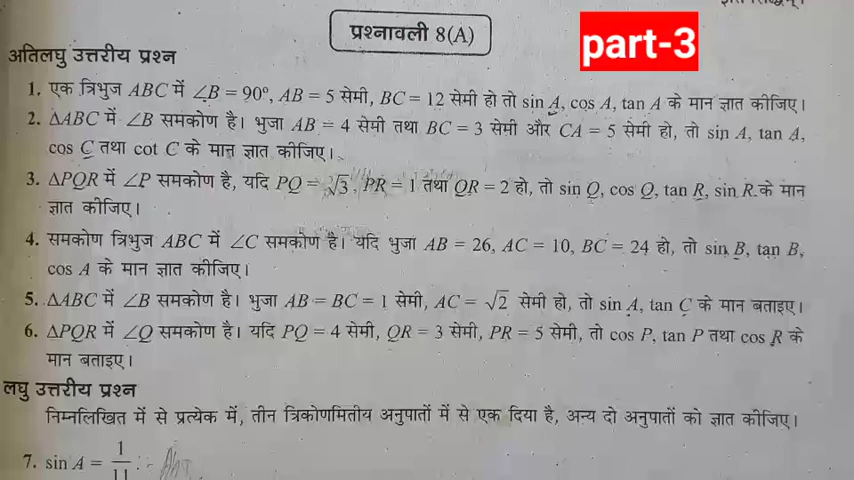 प्रश्नावली 8(A)
part-3
अतिलघु उत्तरीय प्रश्न
1. एक त्रिभुज ABC में ∠B = 90°, AB = 5 सेमी, BC = 12 सेमी हो तो sin A, cos A, tan A के मान ज्ञात कीजिए।
2. ΔABC में ∠B समकोण है। भुजा AB = 4 सेमी तथा BC = 3 सेमी और CA = 5 सेमी हो, तो sin A, tan A,
cos C तथा cot C के मान ज्ञात कीजिए।
3. ΔPQR में ∠P समकोण है, यदि PQ = √3, PR = 1 तथा QR = 2 हो, तो sin Q, cos Q, tan R, sin R के मान
ज्ञात कीजिए।
4. समकोण त्रिभुज ABC में ∠C समकोण है। यदि भुजा AB = 26, AC = 10, BC = 24 हो, तो sin B, tan B,
cos A के मान ज्ञात कीजिए।
5. ΔABC में ∠B समकोण है। भुजा AB = BC = 1 सेमी, AC = √2 सेमी हो, तो sin A, tan C के मान बताइए।
6. ΔPQR में ∠Q समकोण है। यदि PQ = 4 सेमी, QR = 3 सेमी, PR = 5 सेमी, तो cos P, tan P तथा cos R के
मान बताइए।
लघु उत्तरीय प्रश्न
निम्नलिखित में से प्रत्येक में, तीन त्रिकोणमितीय अनुपातों में से एक दिया है, अन्य दो अनुपातों को ज्ञात कीजिए।
7. sin A = 1/11